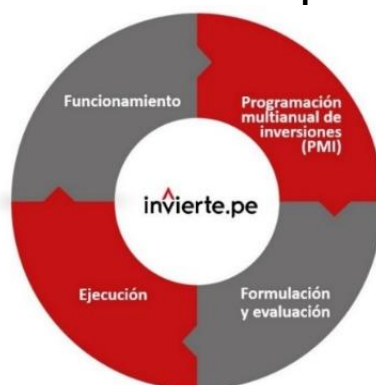 Funcionamiento
Programación
multianual de
inversiones
(PMI)
invierte.pe
Ejecución
Formulación
y evaluación